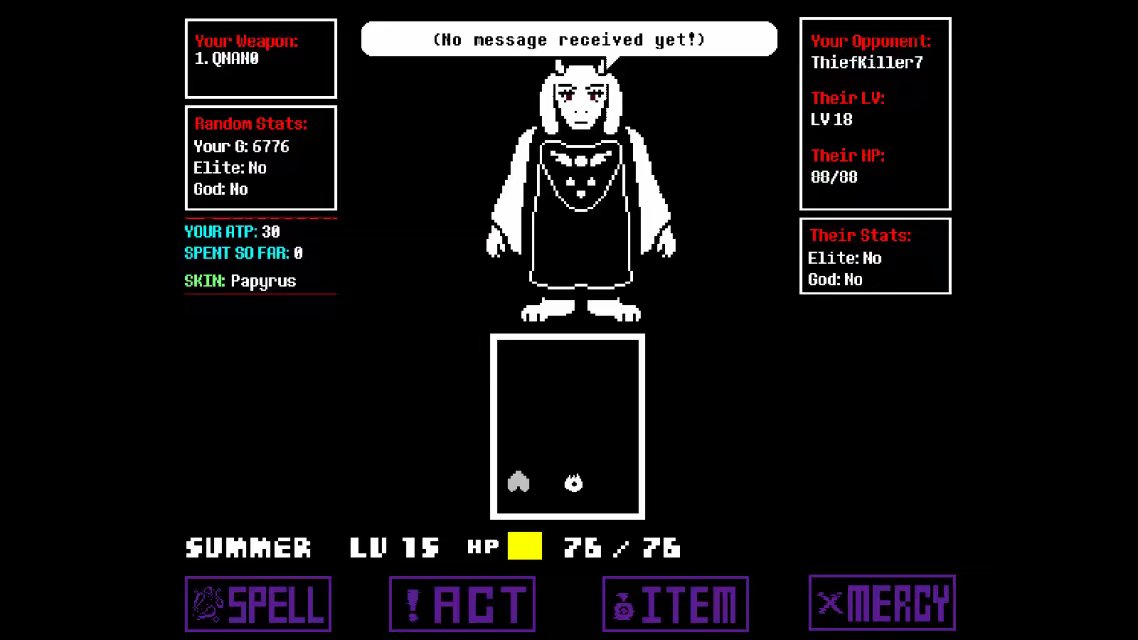 Your Weapon:
1. QNAN0
Random Stats:
Your G: 6776
Elite: No
God: No
YOUR ATP: 30
SPENT SO FAR: 0
SKIN: Papyrus
(No message received yet!)
Your Opponent:
ThiefKiller7
Their LV:
LV 18
Their HP:
88/88
Their Stats:
Elite: No
God: No
SUMMER LV 15 HP 76 / 76
SPELL ACT ITEM MERCY